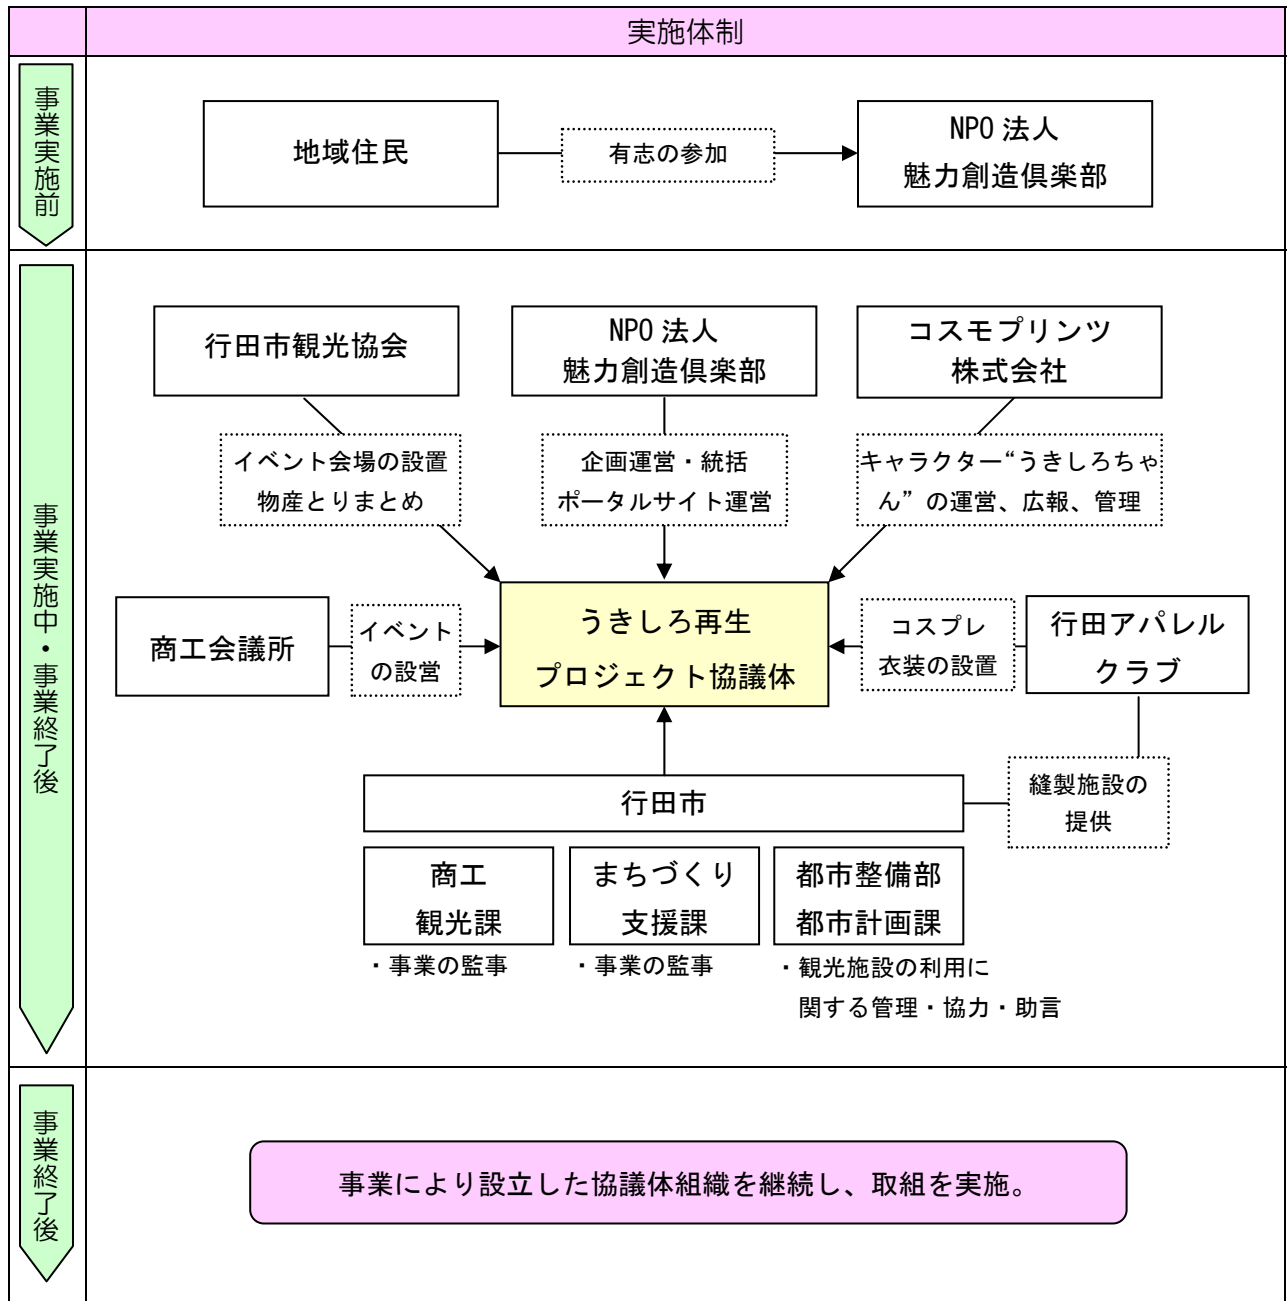 実施体制
事業実施前
地域住民
有志の参加
NPO 法人
魅力創造倶楽部
事業実施中・事業終了後
行田市観光協会
NPO 法人
魅力創造倶楽部
コスモプリンツ
株式会社
イベント会場の設置
物産とりまとめ
企画運営・統括
ポータルサイト運営
キャラクター“うきしろちゃ
ん” の運営、広報、管理
商工会議所
イベント
の設営
うきしろ再生
プロジェクト協議体
コスプレ
衣装の設置
行田アパレル
クラブ
行田市
縫製施設の
提供
商工
観光課
まちづくり
支援課
都市整備部
都市計画課
・事業の監事
・事業の監事
・観光施設の利用に
関する管理・協力・助言
事業終了後
事業により設立した協議体組織を継続し、取組を実施。